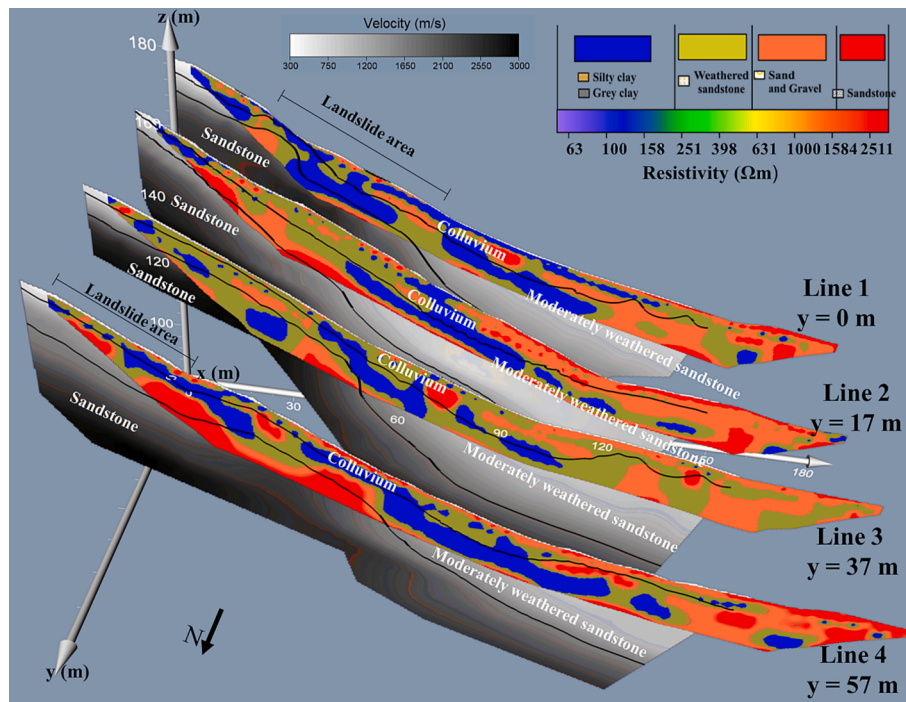 z (m)
180
160
140
120
100
Velocity (m/s)
300 750 1200 1650 2100 2550 3000
Silty clay
Grey clay
Weathered
sandstone
Sand
and Gravel
Sandstone
63 100 158 251 398 631 1000 1584 2511
Resistivity (Ωm)
Landslide area
Sandstone
Colluvium
Moderately weathered sandstone
Line 1
y = 0 m
Sandstone
Colluvium
Moderately weathered sandstone
Line 2
y = 17 m
Sandstone
Colluvium
Moderately weathered sandstone
Line 3
y = 37 m
Landslide area
Sandstone
Colluvium
Moderately weathered sandstone
Line 4
y = 57 m
x (m)
30
60
90
120
180
N
y (m)